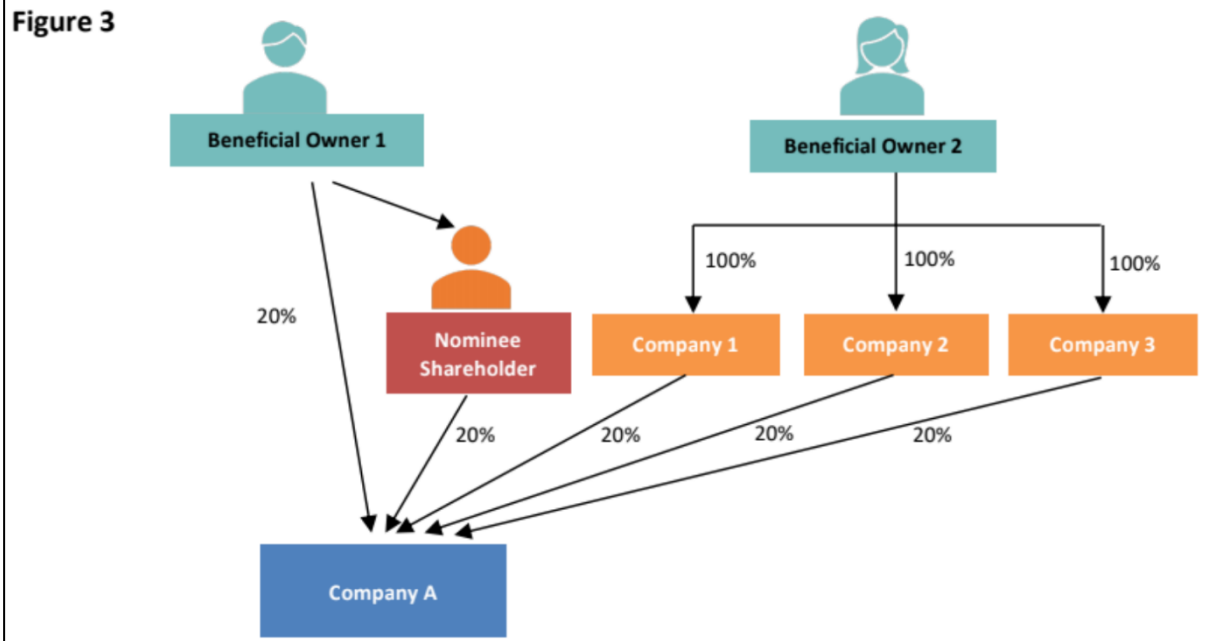 Figure 3
Beneficial Owner 1
Beneficial Owner 2
100%
100%
100%
20%
Nominee
Shareholder
Company 1
Company 2
Company 3
20%
20%
20%
20%
Company A